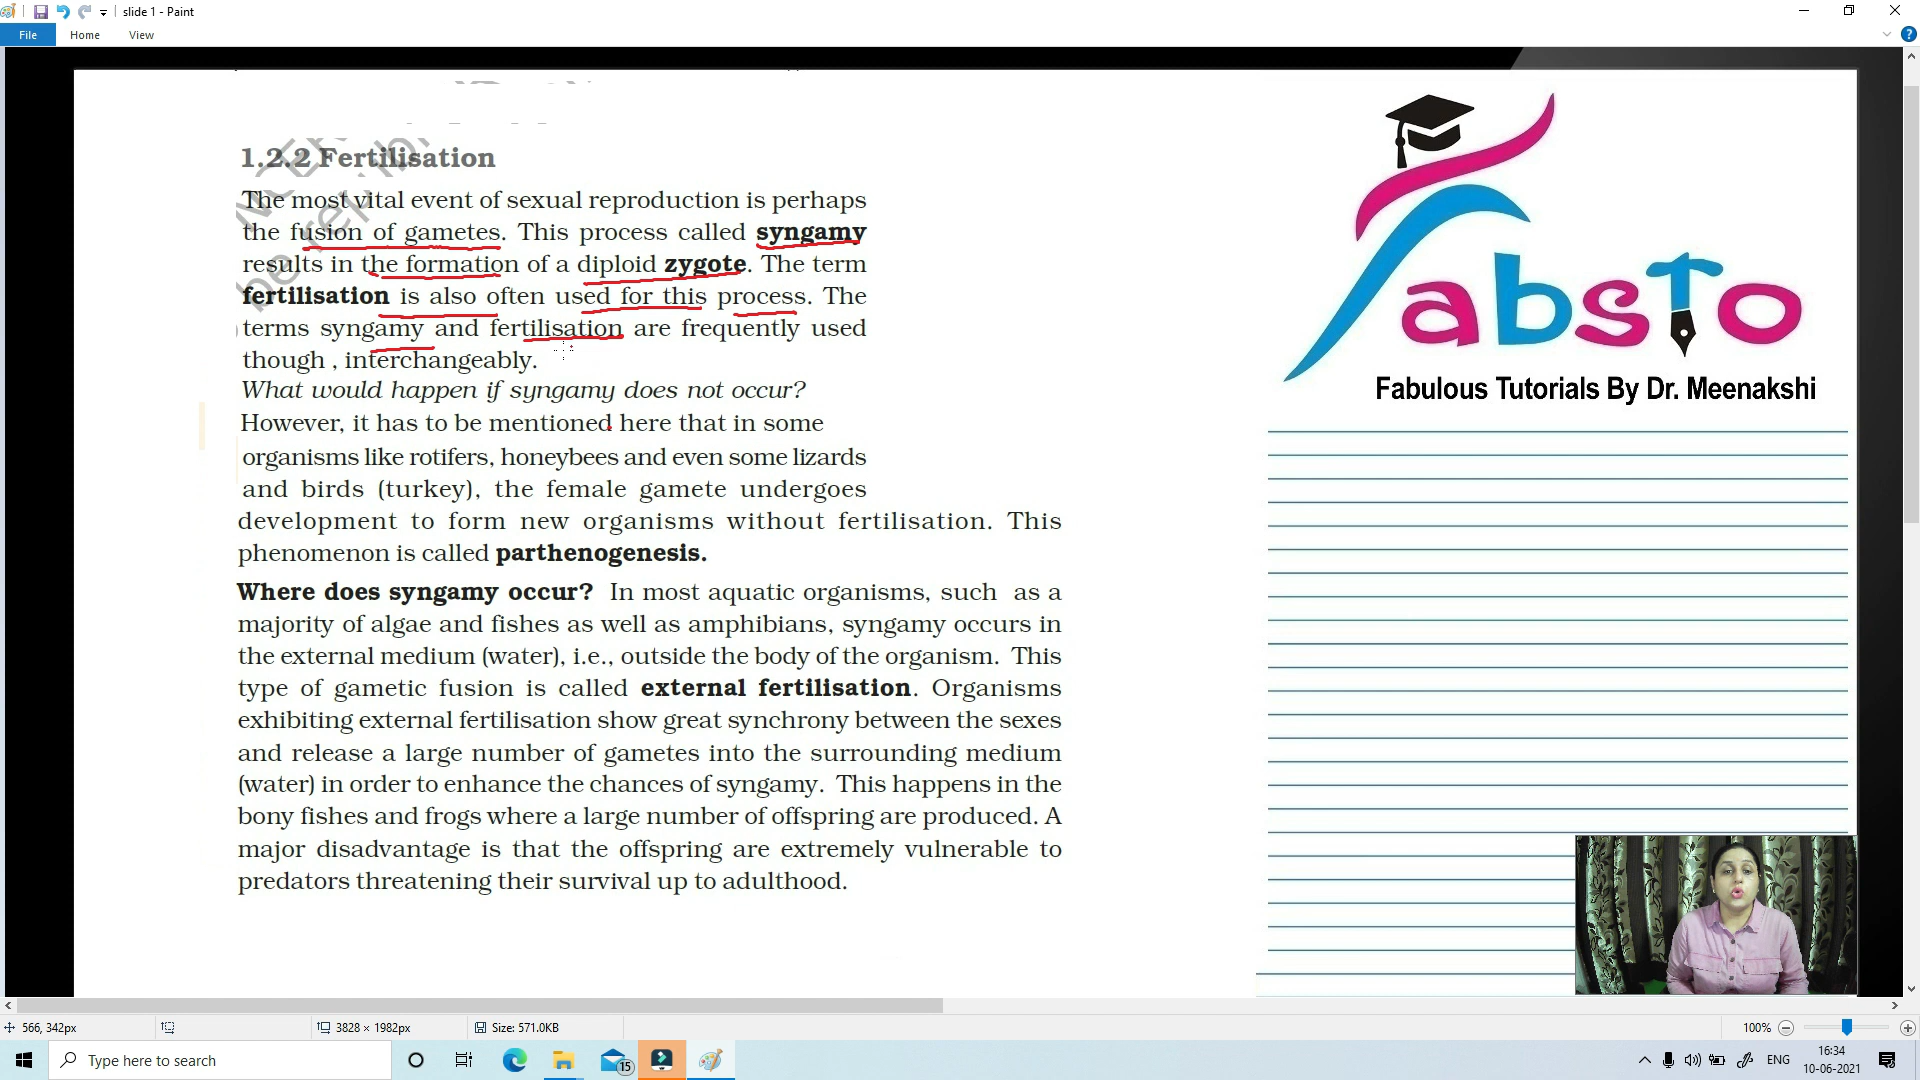 slide 1 - Paint
File Home View
1.2.2 Fertilisation
The most vital event of sexual reproduction is perhaps
the fusion of gametes. This process called syngamy
results in the formation of a diploid zygote. The term
fertilisation is also often used for this process. The
terms syngamy and fertilisation are frequently used
though , interchangeably.
What would happen if syngamy does not occur?
However, it has to be mentioned here that in some
organisms like rotifers, honeybees and even some lizards
and birds (turkey), the female gamete undergoes
development to form new organisms without fertilisation. This
phenomenon is called parthenogenesis.
Where does syngamy occur? In most aquatic organisms, such as a
majority of algae and fishes as well as amphibians, syngamy occurs in
the external medium (water), i.e., outside the body of the organism. This
type of gametic fusion is called external fertilisation. Organisms
exhibiting external fertilisation show great synchrony between the sexes
and release a large number of gametes into the surrounding medium
(water) in order to enhance the chances of syngamy. This happens in the
bony fishes and frogs where a large number of offspring are produced. A
major disadvantage is that the offspring are extremely vulnerable to
predators threatening their survival up to adulthood.
FabsTo
Fabulous Tutorials By Dr. Meenakshi
566, 342px
3828 × 1982px
Size: 571.0KB
100%
Type here to search
15
ENG
16:34
10-06-2021